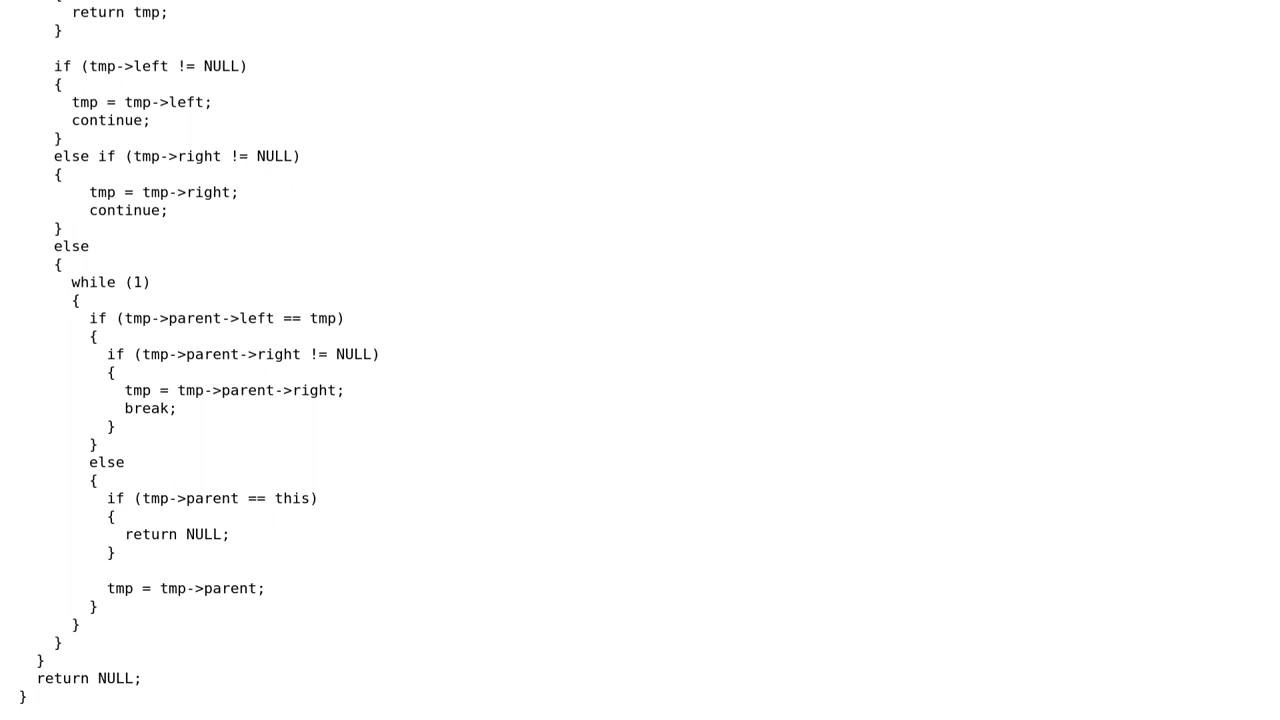 return tmp;
}
if (tmp->left != NULL)
{
tmp = tmp->left;
continue;
}
else if (tmp->right != NULL)
{
tmp = tmp->right;
continue;
}
else
{
while (1)
{
if (tmp->parent->left == tmp)
{
if (tmp->parent->right != NULL)
{
tmp = tmp->parent->right;
break;
}
}
else
{
if (tmp->parent == this)
{
return NULL;
}
tmp = tmp->parent;
}
}
}
}
return NULL;
}